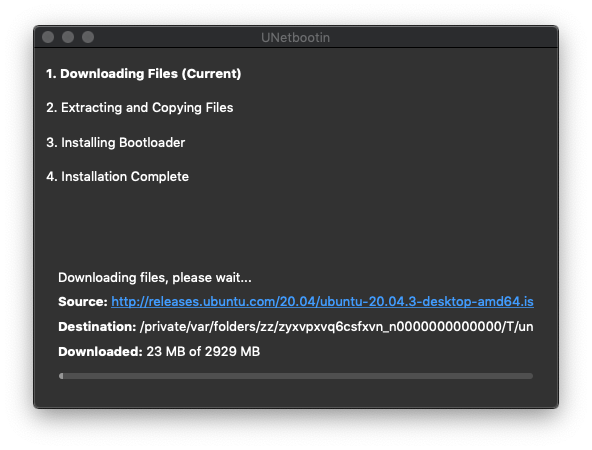 UNetbootin
1. Downloading Files (Current)
2. Extracting and Copying Files
3. Installing Bootloader
4. Installation Complete
Downloading files, please wait...
Source: http://releases.ubuntu.com/20.04/ubuntu-20.04.3-desktop-amd64.is
Destination: /private/var/folders/zz/zyxvpxvq6csfxvn_n0000000000000/T/un
Downloaded: 23 MB of 2929 MB